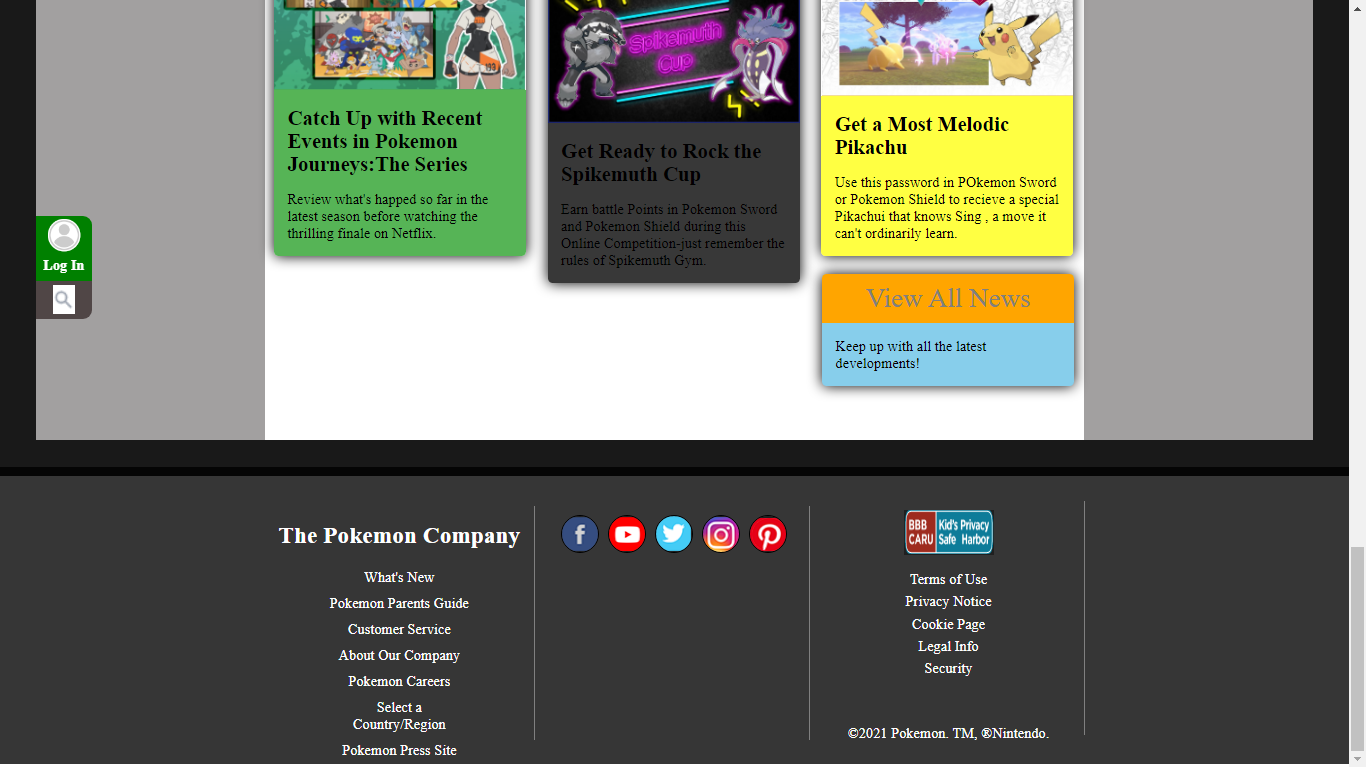 Spikemuth
Cup
Catch Up with Recent
Events in Pokemon
Journeys:The Series
Review what's happed so far in the
latest season before watching the
thrilling finale on Netflix.
Get Ready to Rock the
Spikemuth Cup
Earn battle Points in Pokemon Sword
and Pokemon Shield during this
Online Competition-just remember the
rules of Spikemuth Gym.
Get a Most Melodic
Pikachu
Use this password in POkemon Sword
or Pokemon Shield to recieve a special
Pikachui that knows Sing , a move it
can't ordinarily learn.
Log In
View All News
Keep up with all the latest
developments!
The Pokemon Company
What's New
Pokemon Parents Guide
Customer Service
About Our Company
Pokemon Careers
Select a
Country/Region
Pokemon Press Site
BBB
CARU
Kid's Privacy
Safe Harbor
Terms of Use
Privacy Notice
Cookie Page
Legal Info
Security
©2021 Pokemon. TM, ®Nintendo.